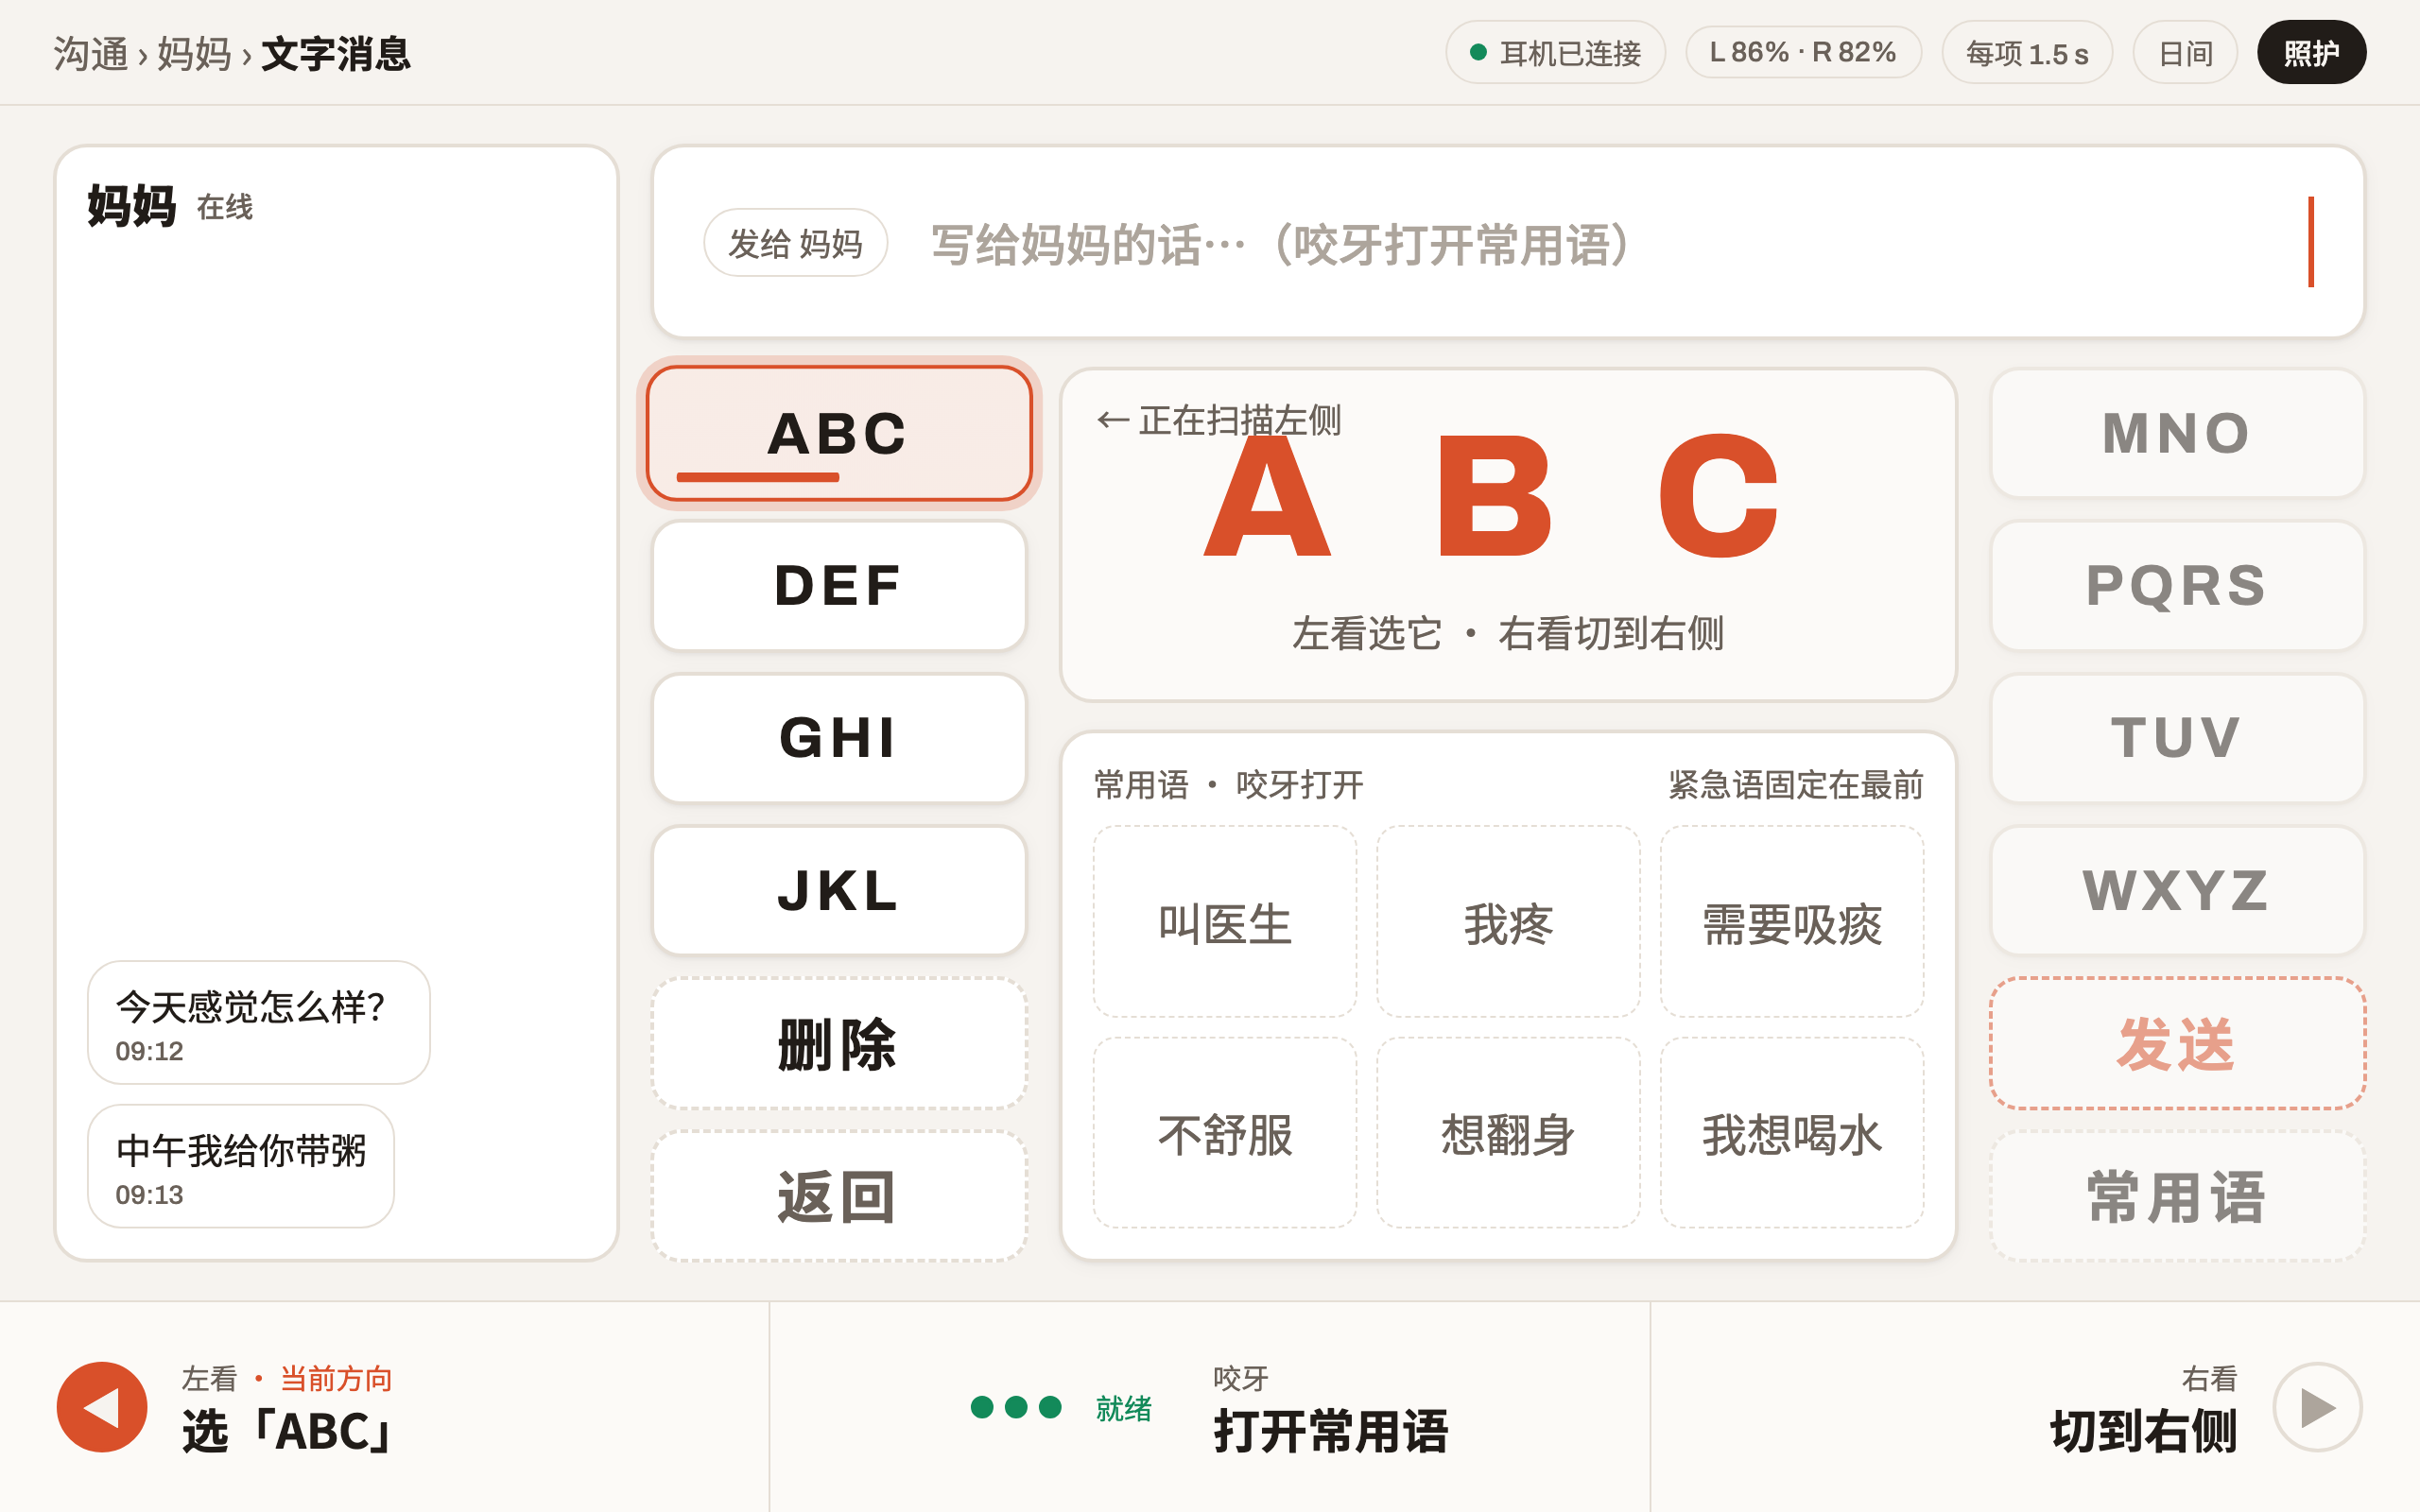 沟通 › 妈妈 › 文字消息
耳机已连接
L 86% · R 82%
每项 1.5 s
日间
照护
妈妈 在线
今天感觉怎么样?
09:12
中午我给你带粥
09:13
发给 妈妈
写给妈妈的话…（咬牙打开常用语）
ABC
DEF
GHI
JKL
删除
返回
← 正在扫描左侧
A B C
左看选它 · 右看切到右侧
常用语 · 咬牙打开
紧急语固定在最前
叫医生
我疼
需要吸痰
不舒服
想翻身
我想喝水
MNO
PQRS
TUV
WXYZ
发送
常用语
左看 · 当前方向
选「ABC」
就绪
咬牙
打开常用语
右看
切到右侧